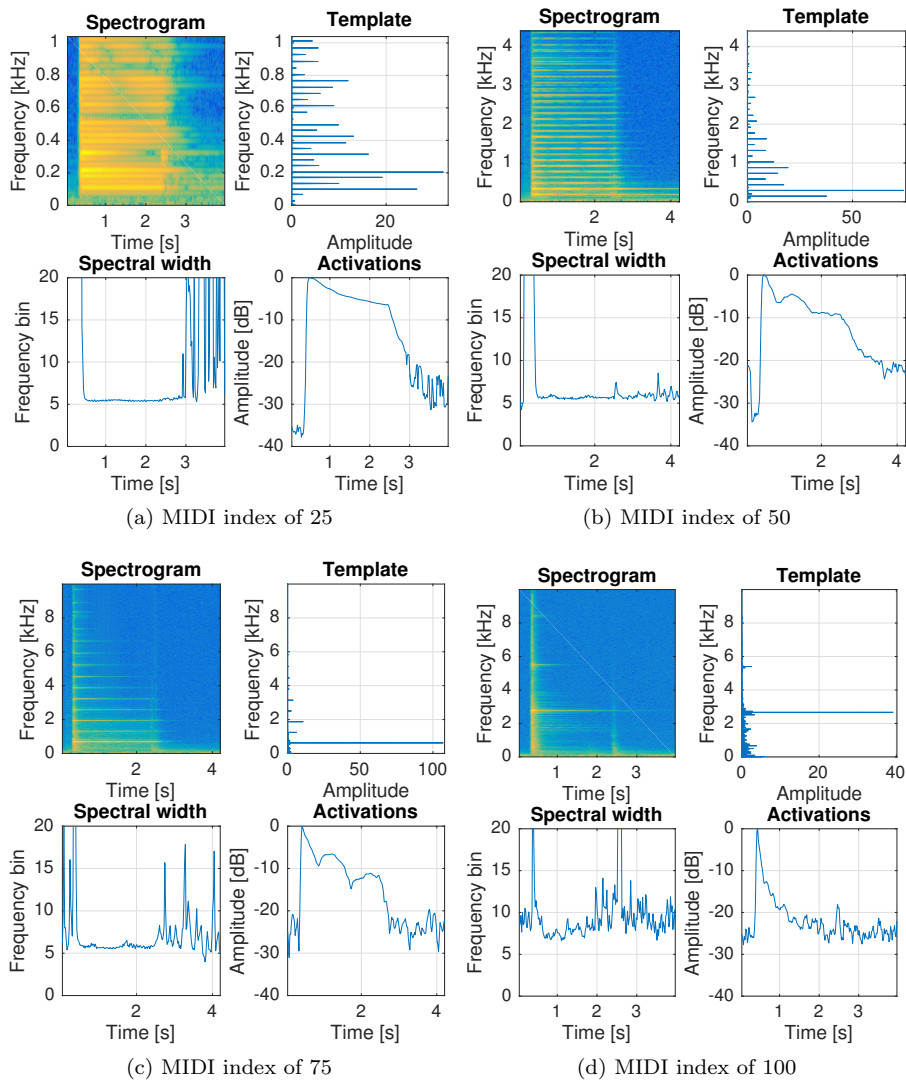 Spectrogram
Frequency [kHz]
1
0.8
0.6
0.4
0.2
0
1 2 3
Time [s]
Template
Frequency [kHz]
1
0.8
0.6
0.4
0.2
0
0 20
Amplitude
Spectral width
Frequency bin
20
15
10
5
0
1 2 3
Time [s]
Activations
Amplitude [dB]
0
-10
-20
-30
-40
1 2 3
Time [s]
(a) MIDI index of 25
Spectrogram
Frequency [kHz]
4
3
2
1
0
2 4
Time [s]
Template
Frequency [kHz]
4
3
2
1
0
0 50
Amplitude
Spectral width
Frequency bin
20
15
10
5
0
2 4
Time [s]
Activations
Amplitude [dB]
0
-10
-20
-30
-40
2 4
Time [s]
(b) MIDI index of 50
Spectrogram
Frequency [kHz]
8
6
4
2
0
2 4
Time [s]
Template
Frequency [kHz]
8
6
4
2
0
0 50 100
Amplitude
Spectral width
Frequency bin
20
15
10
5
0
2 4
Time [s]
Activations
Amplitude [dB]
0
-10
-20
-30
-40
2 4
Time [s]
(c) MIDI index of 75
Spectrogram
Frequency [kHz]
8
6
4
2
0
1 2 3
Time [s]
Template
Frequency [kHz]
8
6
4
2
0
0 20 40
Amplitude
Spectral width
Frequency bin
20
15
10
5
0
1 2 3
Time [s]
Activations
Amplitude [dB]
0
-10
-20
-30
-40
1 2 3
Time [s]
(d) MIDI index of 100